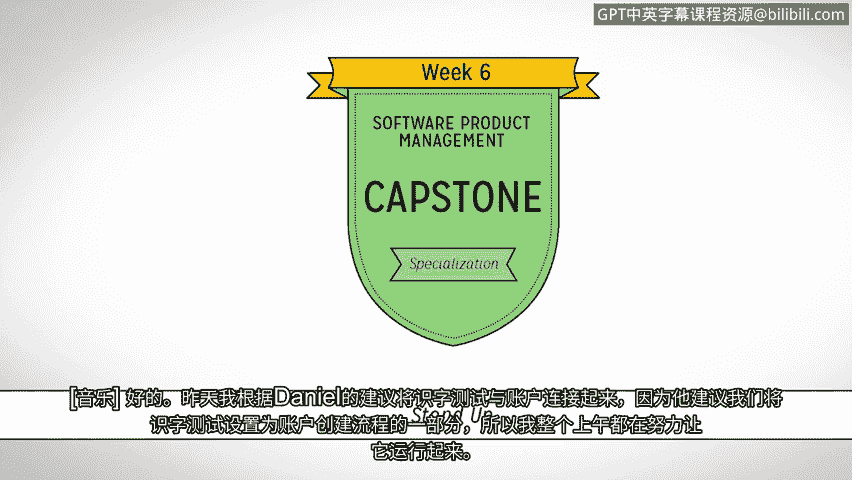 GPT中英字幕课程资源@bilibili.com
Week 6
SOFTWARE PRODUCT
MANAGEMENT
CAPSTONE
Specialization
Stand Up
[音乐] 好的。昨天我根据Daniel的建议将识字测试与账户连接起来，因为他建议我们将
识字测试设置为账户创建流程的一部分，所以我整个上午都在努力让
它运行起来。